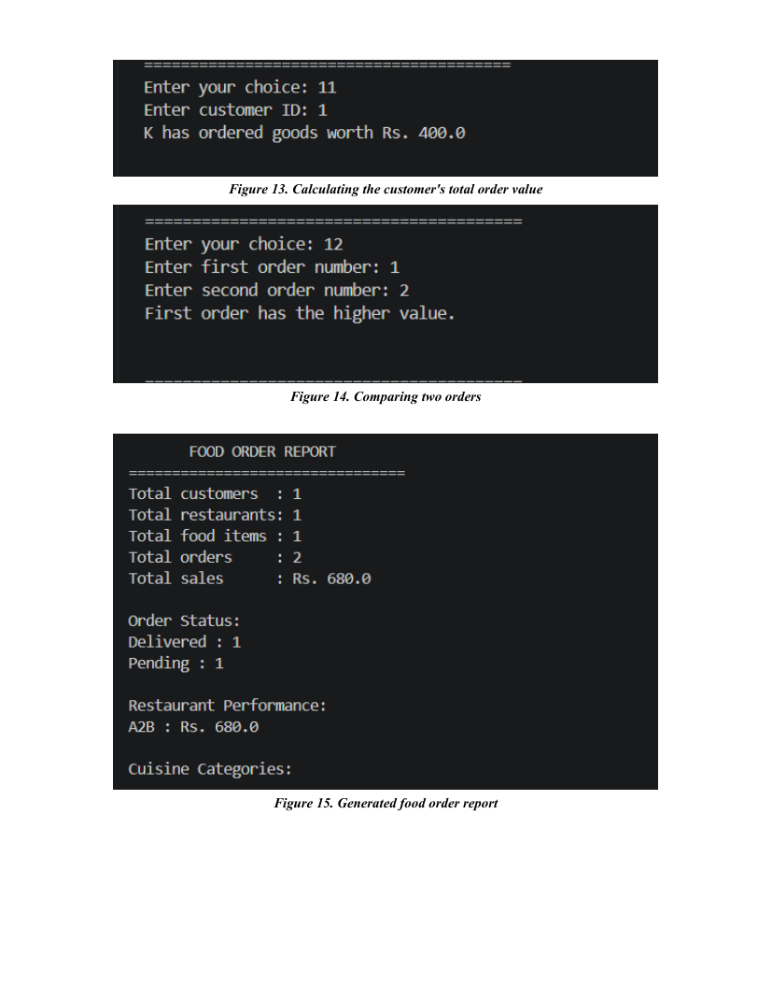 ========================================
Enter your choice: 11
Enter customer ID: 1
K has ordered goods worth Rs. 400.0
Figure 13. Calculating the customer's total order value
========================================
Enter your choice: 12
Enter first order number: 1
Enter second order number: 2
First order has the higher value.
========================================
Figure 14. Comparing two orders
FOOD ORDER REPORT
================================
Total customers  : 1
Total restaurants: 1
Total food items : 1
Total orders     : 2
Total sales      : Rs. 680.0
Order Status:
Delivered : 1
Pending : 1
Restaurant Performance:
A2B : Rs. 680.0
Cuisine Categories:
Figure 15. Generated food order report